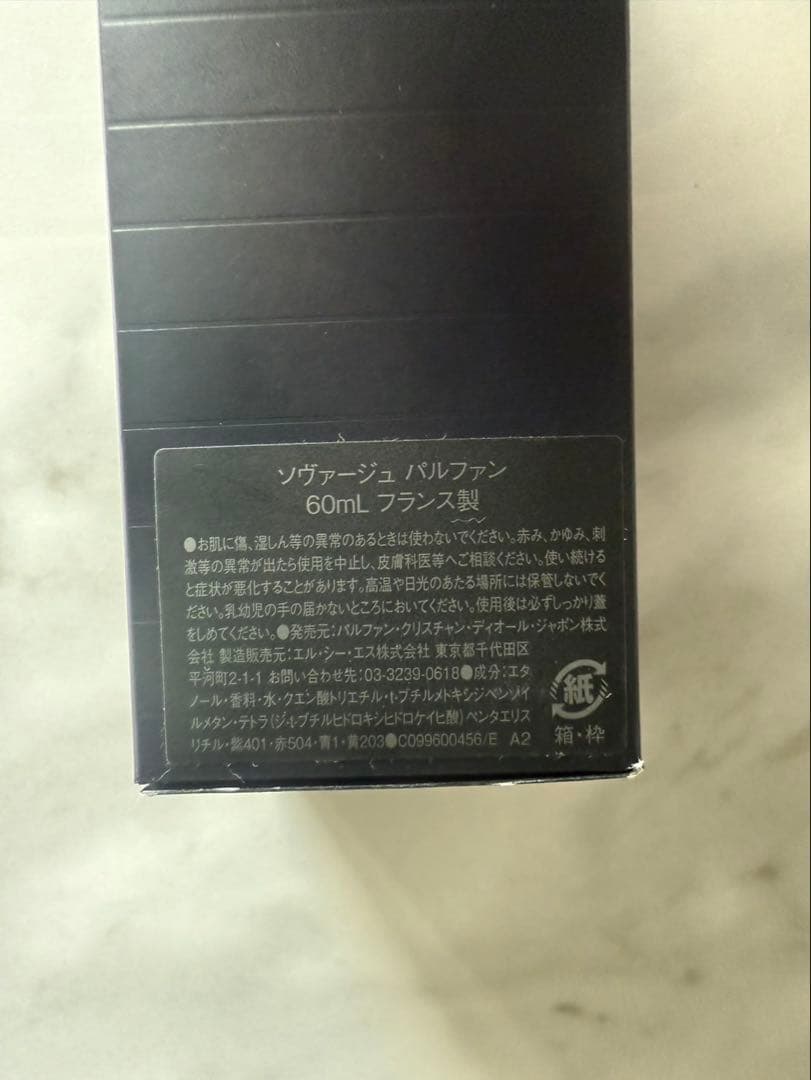 ソヴァージュ パルファン
60mL フランス製
●お肌に傷、湿しん等の異常のあるときは使わないでください。赤み、かゆみ、刺
激等の異常が出たら使用を中止し、皮膚科医等へご相談ください。使い続ける
と症状が悪化することがあります。高温や日光のあたる場所には保管しないでく
ださい。乳幼児の手の届かないところにおいてください。使用後は必ずしっかり蓋
をしめてください。●発売元:パルファン・クリスチャン・ディオール・ジャポン株式
会社 製造販売元:エル・シー・エス株式会社 東京都千代田区
平河町2-1-1 お問い合わせ先:03-3239-0618●成分:エタ
ノール・香料・水・クエン酸トリエチル・t-ブチルメトキシジベンゾイ
ルメタン・テトラ(ジ-t-ブチルヒドロキシヒドロケイヒ酸)ペンタエリス
リチル・紫401・赤504・青1・黄203●C099600456/E A2
紙
箱・枠